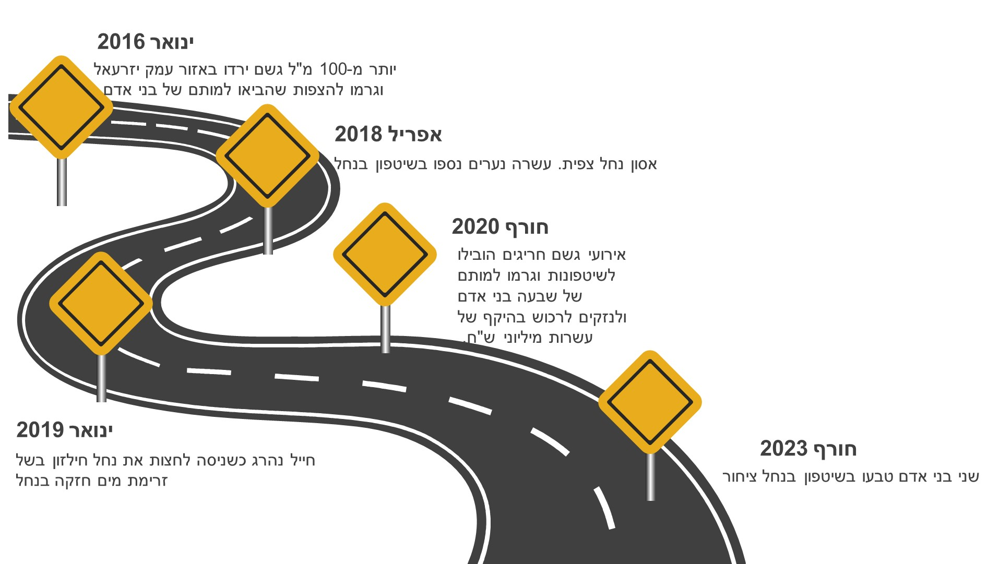 ינואר 2016
יותר מ-100 מ"ל גשם ירדו באזור עמק יזרעאל
וגרמו להצפות שהביאו למותם של בני אדם
אפריל 2018
אסון נחל צפית. עשרה נערים נספו בשיטפון בנחל
חורף 2020
אירועי גשם חריגים הובילו
לשיטפונות וגרמו למותם
של שבעה בני אדם
ולנזקים לרכוש בהיקף של
עשרות מיליוני ש"ח.
ינואר 2019
חייל נהרג כשניסה לחצות את נחל חילזון בשל
זרימת מים חזקה בנחל
חורף 2023
שני בני אדם טבעו בשיטפון בנחל ציחור